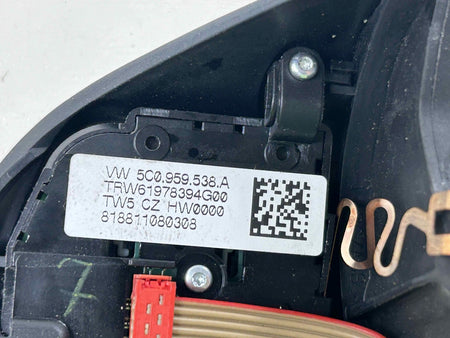 VW 5C0.959.538.A
TRW61978394G00
TW5 CZ HW0000
818811080308
7